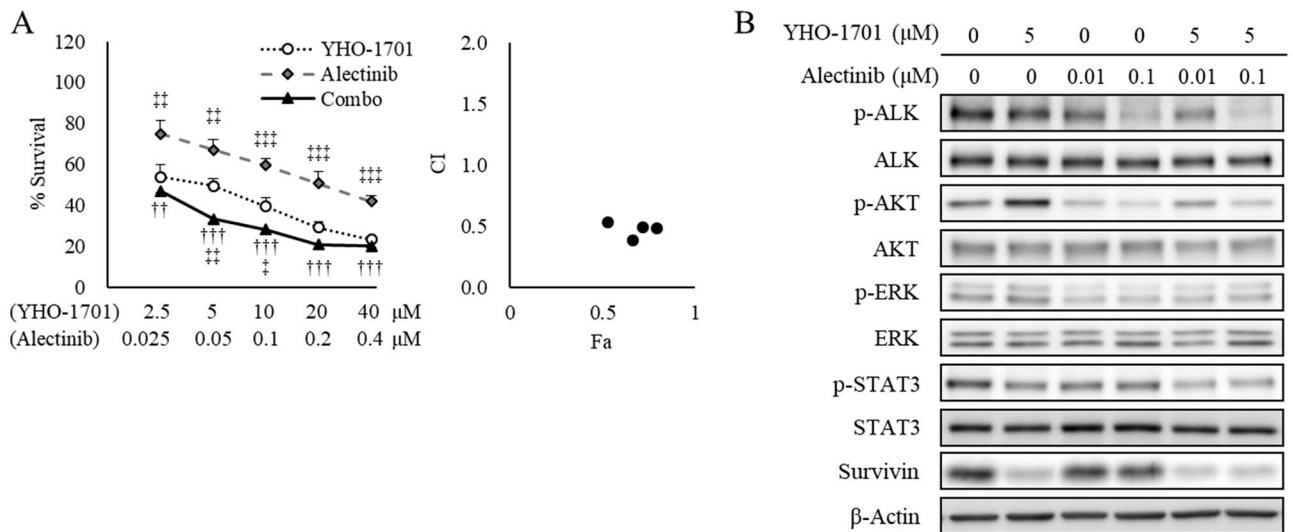 A
120
100
80
60
40
20
0
% Survival
YHO-1701
Alectinib
Combo
‡‡ ‡‡ ‡‡‡ ‡‡‡ ‡‡‡
‡‡ ‡‡‡ ‡‡‡ ‡‡‡
†† ††† ††† ††† †††
‡‡ ‡
(YHO-1701) 2.5 5 10 20 40 μM
(Alectinib) 0.025 0.05 0.1 0.2 0.4 μM
2.0
1.5
1.0
0.5
0.0
CI
0 0.5 1
Fa
B
YHO-1701 (μM) 0 5 0 0 5 5
Alectinib (μM) 0 0 0.01 0.1 0.01 0.1
p-ALK
ALK
p-AKT
AKT
p-ERK
ERK
p-STAT3
STAT3
Survivin
β-Actin